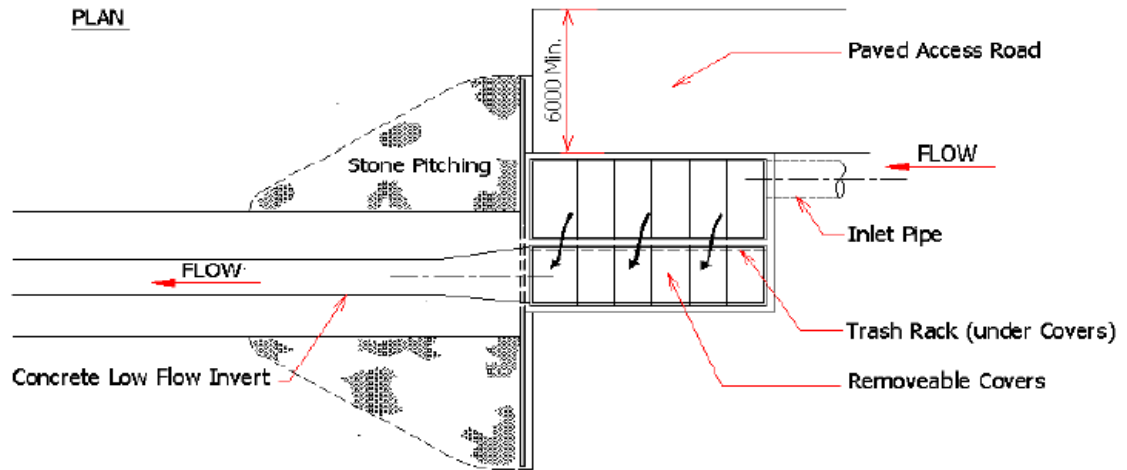 PLAN
6000 Min.
Paved Access Road
FLOW
Stone Pitching
Inlet Pipe
FLOW
Trash Rack (under Covers)
Concrete Low Flow Invert
Removeable Covers